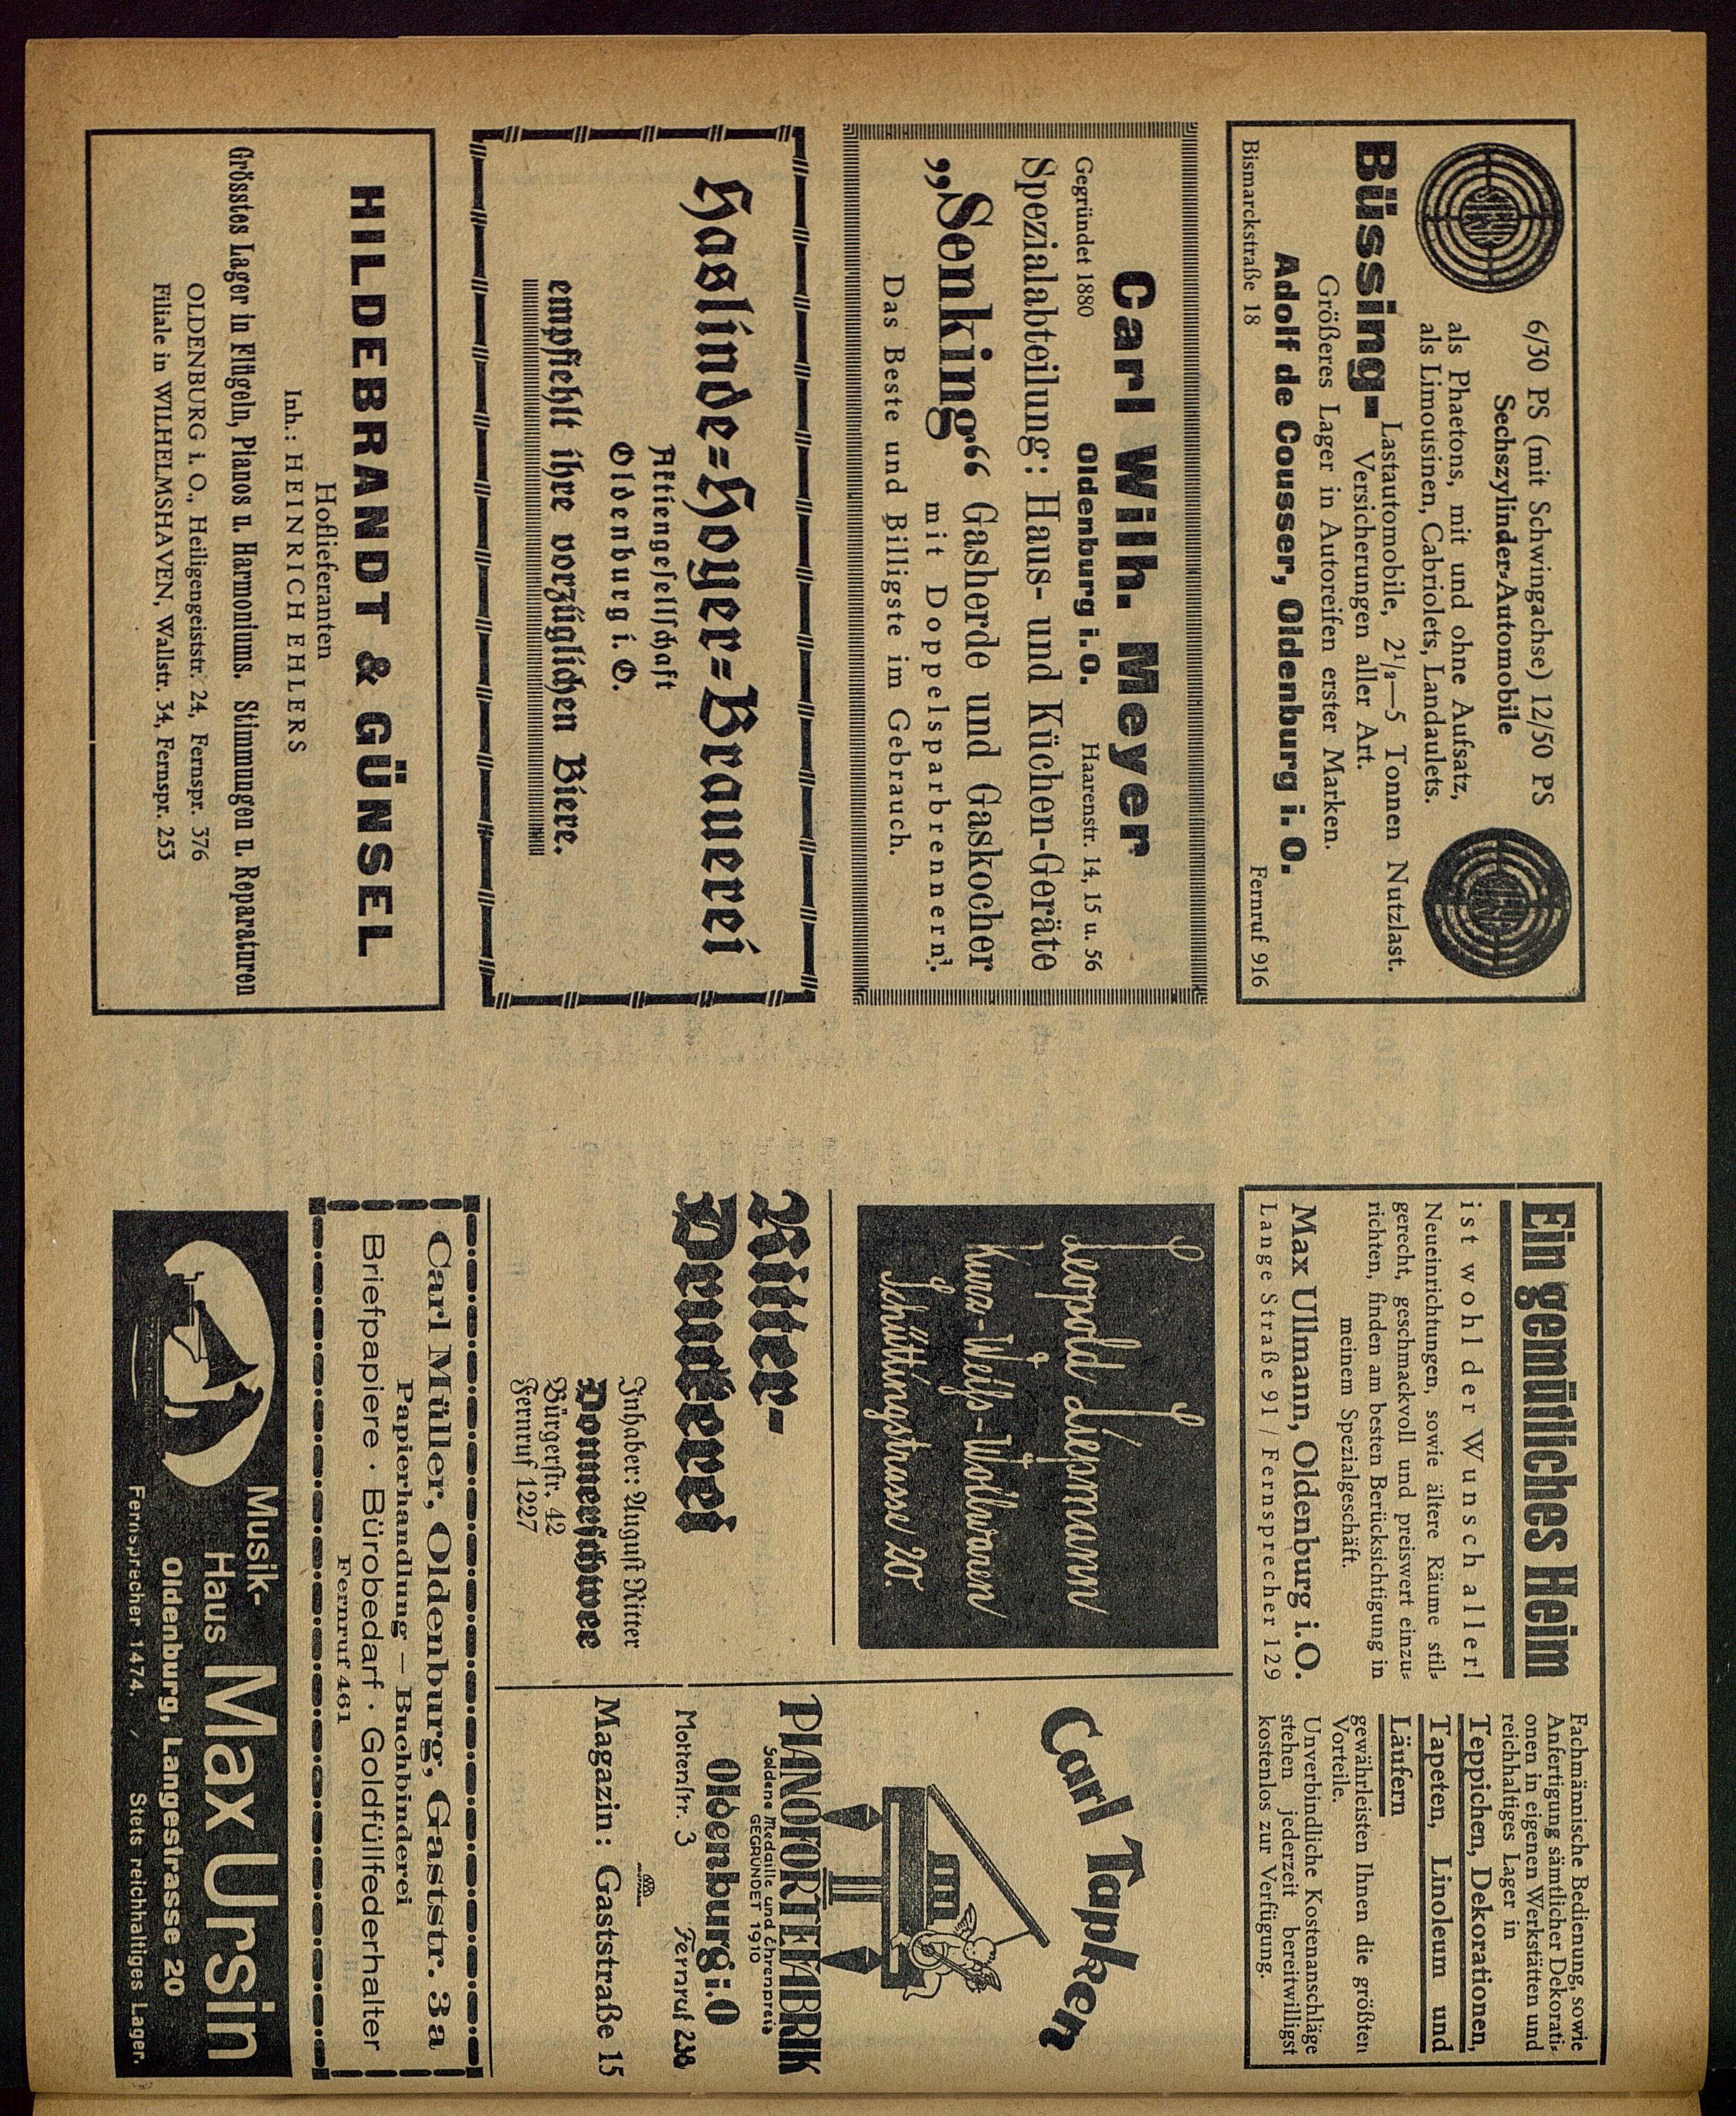 STEYR
6/30 PS (mit Schwingachse) 12/50 PS
Sechszylinder-Automobile
als Phaetons, mit und ohne Aufsatz,
als Limousinen, Cabriolets, Landaulets.
STEYR
Büssing-
Lastautomobile, 2½—5 Tonnen Nutzlast.
Versicherungen aller Art.
Größeres Lager in Autoreifen erster Marken.
Adolf de Cousser, Oldenburg i. O.
Bismarckstraße 18 Fernruf 916
Carl Wilh. Meyer
Gegründet 1880 Oldenburg i. O. Haarenstr. 14, 15 u. 56
Spezialabteilung: Haus- und Küchen-Geräte
„Senking“ Gasherde und Gaskocher
mit Doppelsparbrennern.
Das Beste und Billigste im Gebrauch.
Haslinde-Hoyer-Brauerei
Aktiengesellschaft
Oldenburg i. O.
empfiehlt ihre vorzüglichen Biere.
HILDEBRANDT & GÜNSEL
Hoflieferanten
Inh.: HEINRICH EHLERS
Grösstes Lager in Flügeln, Pianos u. Harmoniums. Stimmungen u. Reparaturen
OLDENBURG i. O., Heiligengeiststr. 24, Fernspr. 376
Filiale in WILHELMSHAVEN, Wallstr. 34, Fernspr. 253
Ein gemütliches Heim
ist wohl der Wunsch aller!
Neueinrichtungen, sowie ältere Räume stil-
gerecht, geschmackvoll und preiswert einzu-
richten, finden am besten Berücksichtigung in
meinem Spezialgeschäft.
Max Ullmann, Oldenburg i. O.
Lange Straße 91 / Fernsprecher 129
Fachmännische Bedienung, sowie
Anfertigung sämtlicher Dekorati-
onen in eigenen Werkstätten und
reichhaltiges Lager in
Teppichen, Dekorationen,
Tapeten, Linoleum und
Läufern
gewährleisten Ihnen die größten
Vorteile.
Unverbindliche Kostenanschläge
stehen jederzeit bereitwilligst
kostenlos zur Verfügung.
Leopold Liepmann
Kurz-Weiß-Wollwaren
Schüttingstrasse 20.
Carl Tapken
PIANOFORTEFABRIK
Goldene Medaille und Ehrenpreis
GEGRÜNDET 1910
Oldenburg i. O
Mottenstr. 3 Fernruf 238
Magazin: Gaststraße 15
Ritter-
Druckerei
Inhaber: August Ritter
Donnerschwee
Bürgerstr. 42
Fernruf 1227
Carl Müller, Oldenburg, Gaststr. 3a
Papierhandlung — Buchbinderei
Briefpapiere · Bürobedarf · Goldfüllfederhalter
Fernruf 461
Musik-
Haus Max Ursin
Oldenburg, Langestrasse 20
Fernsprecher 1474. / Stets reichhaltiges Lager.